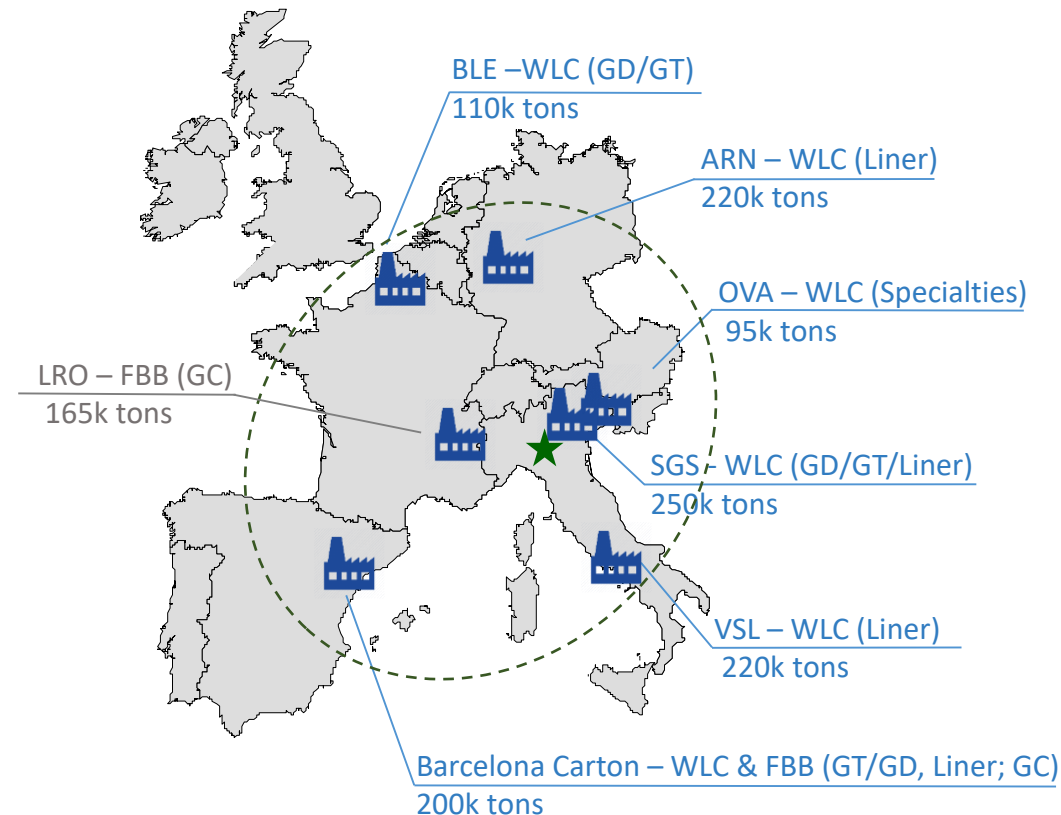 BLE –WLC (GD/GT)
110k tons
ARN – WLC (Liner)
220k tons
OVA – WLC (Specialties)
95k tons
LRO – FBB (GC)
165k tons
SGS - WLC (GD/GT/Liner)
250k tons
VSL – WLC (Liner)
220k tons
Barcelona Carton – WLC & FBB (GT/GD, Liner; GC)
200k tons